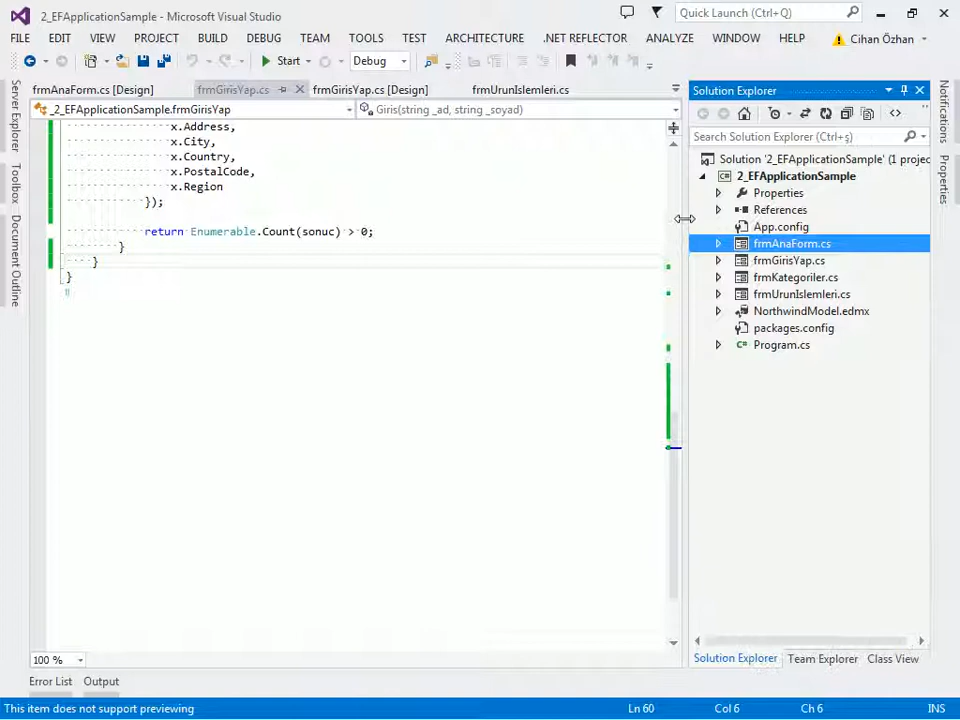 2_EFApplicationSample - Microsoft Visual Studio
Quick Launch (Ctrl+Q)
FILE EDIT VIEW PROJECT BUILD DEBUG TEAM TOOLS TEST ARCHITECTURE .NET REFLECTOR ANALYZE WINDOW HELP Cihan Özhan
Start Debug
frmAnaForm.cs [Design] frmGirisYap.cs frmGirisYap.cs [Design] frmUrunIslemleri.cs
_2_EFApplicationSample.frmGirisYap Giris(string _ad, string _soyad)
x.Address,
x.City,
x.Country,
x.PostalCode,
x.Region
});
return Enumerable.Count(sonuc) > 0;
}
}
}
100 %
Server Explorer
Toolbox
Document Outline
Solution Explorer
Search Solution Explorer (Ctrl+ş)
Solution '2_EFApplicationSample' (1 projec
2_EFApplicationSample
Properties
References
App.config
frmAnaForm.cs
frmGirisYap.cs
frmKategoriler.cs
frmUrunIslemleri.cs
NorthwindModel.edmx
packages.config
Program.cs
Solution Explorer Team Explorer Class View
Notifications
Properties
Error List Output
This item does not support previewing Ln 60 Col 6 Ch 6 INS